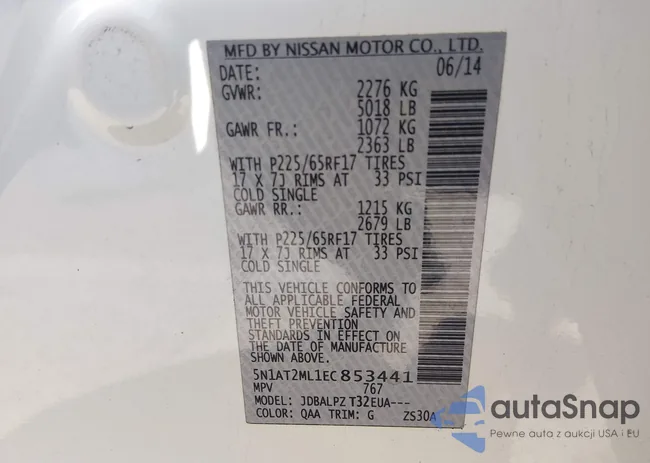 MFD BY NISSAN MOTOR CO., LTD.
DATE: 06/14
GVWR: 2276 KG
5018 LB
GAWR FR.: 1072 KG
2363 LB
WITH P225/65RF17 TIRES
17 X 7J RIMS AT 33 PSI
COLD SINGLE
GAWR RR.: 1215 KG
2679 LB
WITH P225/65RF17 TIRES
17 X 7J RIMS AT 33 PSI
COLD SINGLE
THIS VEHICLE CONFORMS TO
ALL APPLICABLE FEDERAL
MOTOR VEHICLE SAFETY AND
THEFT PREVENTION
STANDARDS IN EFFECT ON
THE DATE OF MANUFACTURE
SHOWN ABOVE.
5N1AT2ML1EC853441
MPV 767
MODEL: JDBALPZ T32EUA---
COLOR: QAA TRIM: G ZS30A
autoSnap
Pewne auta z aukcji USA i EU